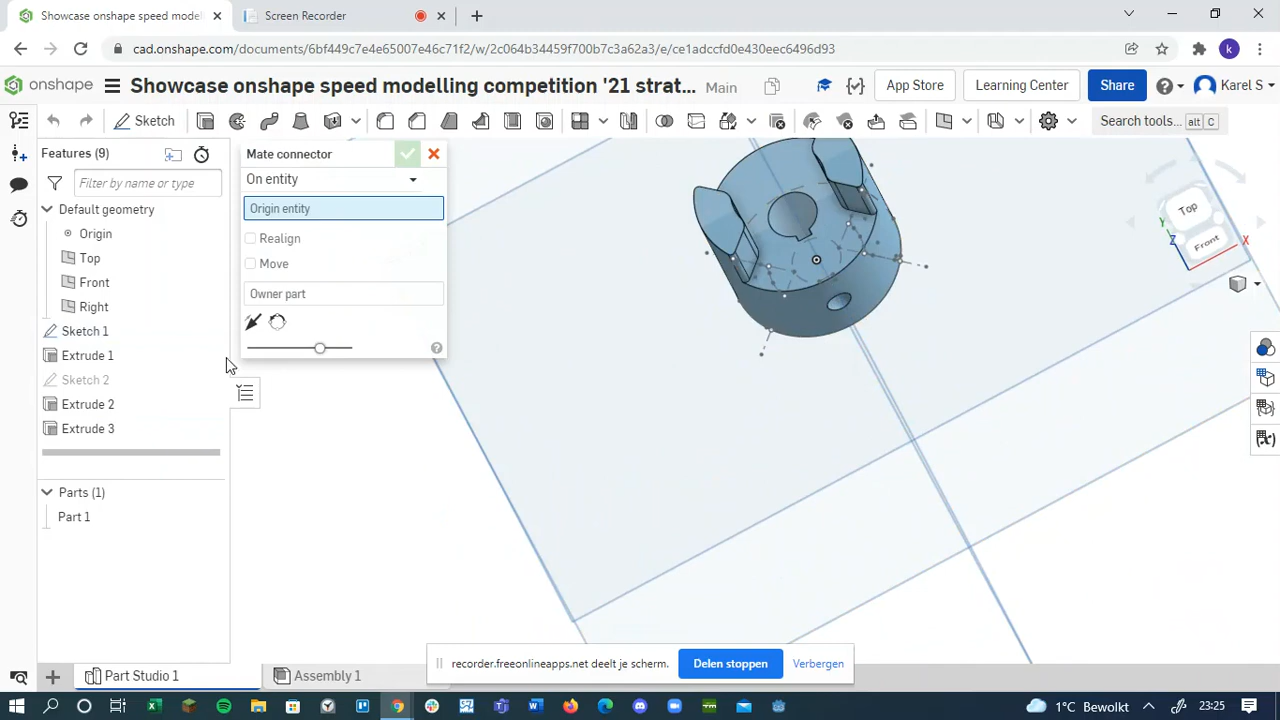 Showcase onshape speed modell
Screen Recorder
cad.onshape.com/documents/6bf449c7e4e65007e46c71f2/w/2c064b34459f700b7c3a62a3/e/ce1adccfd0e430eec6496d93
k
onshape
Showcase onshape speed modelling competition '21 strat...
Main
App Store
Learning Center
Share
Karel S
Sketch
Search tools...
alt
C
Features (9)
Filter by name or type
Default geometry
Origin
Top
Front
Right
Sketch 1
Extrude 1
Sketch 2
Extrude 2
Extrude 3
Parts (1)
Part 1
Mate connector
On entity
Origin entity
Realign
Move
Owner part
Top
Front
Y
Z
X
recorder.freeonlineapps.net deelt je scherm.
Delen stoppen
Verbergen
Part Studio 1
Assembly 1
1°C Bewolkt
23:25